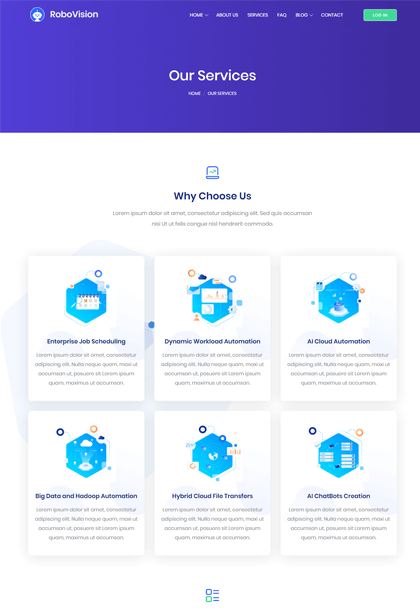 RoboVision
HOME ABOUT US SERVICES FAQ BLOG CONTACT LOG IN
Our Services
HOME OUR SERVICES
Why Choose Us
Lorem ipsum dolor sit amet, consectetur adipiscing elit. Sed quis accumsan
nisi Ut ut felis congue nisl hendrerit commodo.
Enterprise Job Scheduling
Lorem ipsum dolor sit amet, consectetur
adipiscing elit. Nulla neque quam, maxi ut
accumsan ut, posuere sit Lorem ipsum
quam, maximus ut accumsan.
Dynamic Workload Automation
Lorem ipsum dolor sit amet, consectetur
adipiscing elit. Nulla neque quam, maxi ut
accumsan ut, posuere sit Lorem ipsum
quam, maximus ut accumsan.
AI Cloud Automation
Lorem ipsum dolor sit amet, consectetur
adipiscing elit. Nulla neque quam, maxi ut
accumsan ut, posuere sit Lorem ipsum
quam, maximus ut accumsan.
Big Data and Hadoop Automation
Lorem ipsum dolor sit amet, consectetur
adipiscing elit. Nulla neque quam, maxi ut
accumsan ut, posuere sit Lorem ipsum
quam, maximus ut accumsan.
Hybrid Cloud File Transfers
Lorem ipsum dolor sit amet, consectetur
adipiscing elit. Nulla neque quam, maxi ut
accumsan ut, posuere sit Lorem ipsum
quam, maximus ut accumsan.
AI ChatBots Creation
Lorem ipsum dolor sit amet, consectetur
adipiscing elit. Nulla neque quam, maxi ut
accumsan ut, posuere sit Lorem ipsum
quam, maximus ut accumsan.